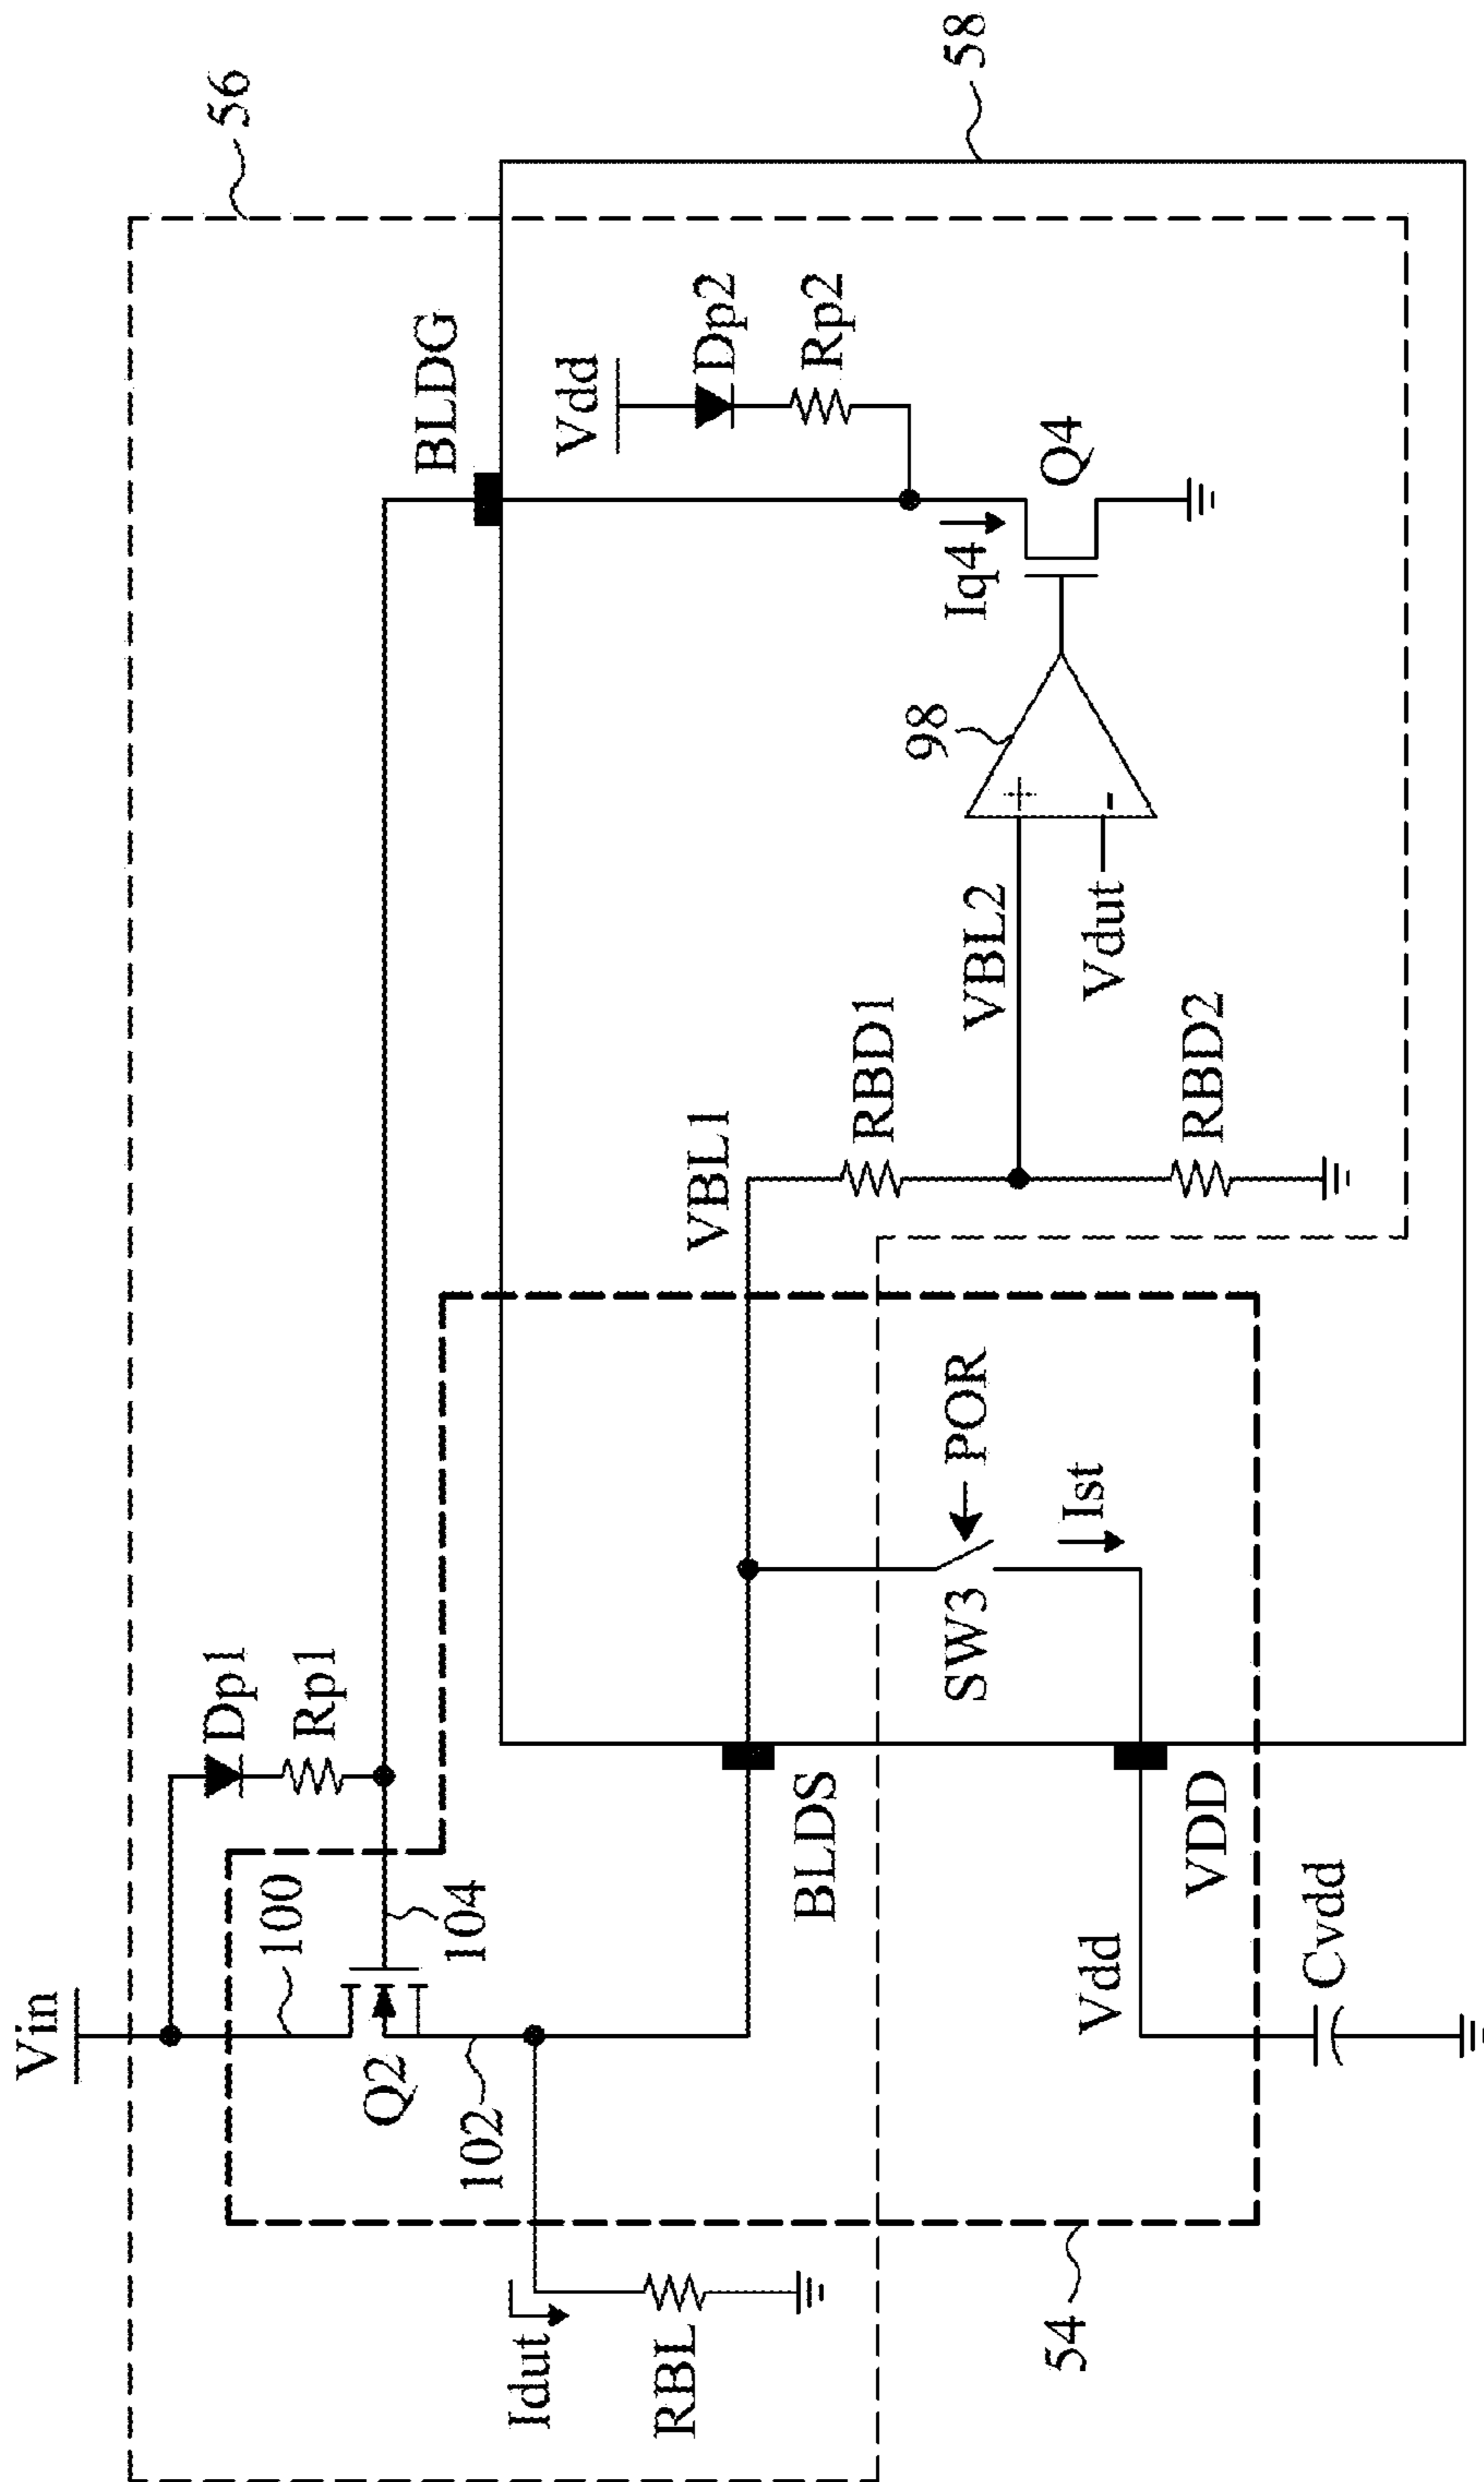 56
58
Vin
100
Dp1
Rp1
BLDG
Q2
104
102
Vdd
Dp2
Rp2
Idut
RBL
BLDS
VBL1
RBD1
VBL2
98
Iq4
Q4
SW3
POR
Ist
Vdut
RBD2
+
-
54
Vdd
VDD
Cvdd